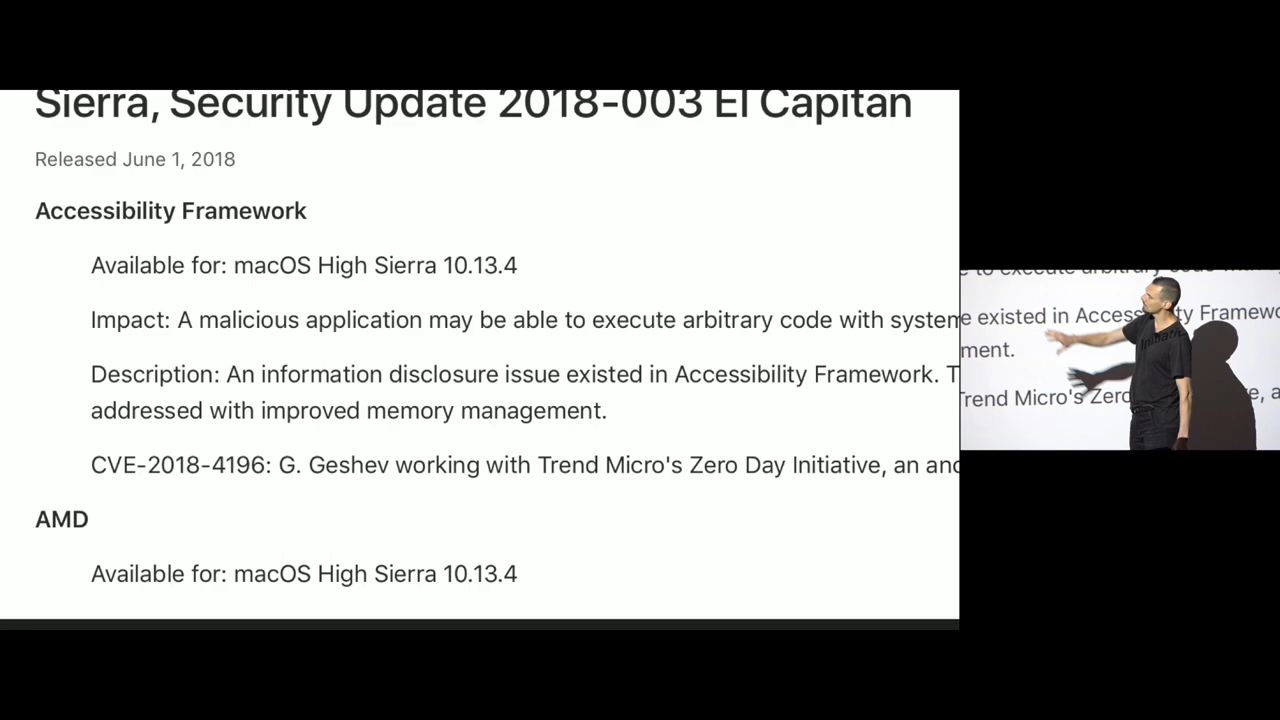 Sierra, Security Update 2018-003 El Capitan
Released June 1, 2018
Accessibility Framework
Available for: macOS High Sierra 10.13.4
Impact: A malicious application may be able to execute arbitrary code with system
Description: An information disclosure issue existed in Accessibility Framework. T
addressed with improved memory management.
CVE-2018-4196: G. Geshev working with Trend Micro's Zero Day Initiative, an
AMD
Available for: macOS High Sierra 10.13.4
e to execute arbitrary code
e existed in Access ty Framewo
ment.
Trend Micro's Zero